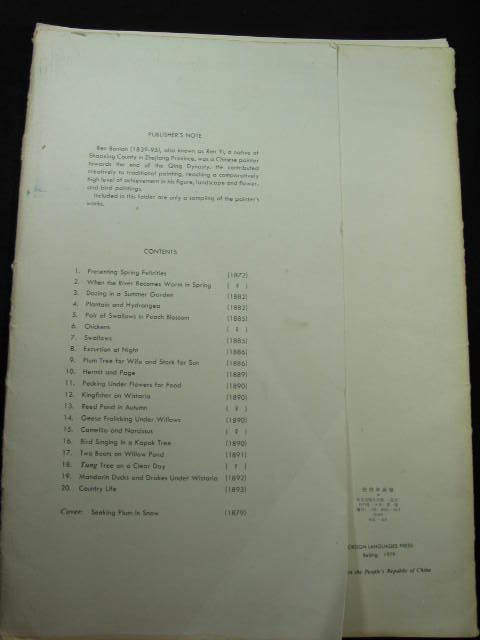 PUBLISHER'S NOTE
Ren Bonian (1839-95), also known as Ren Yi, a native of
Shaoxing County in Zhejiang Province, was a Chinese painter
towards the end of the Qing Dynasty. He contributed
creatively to traditional painting, reaching a comparatively
high level of achievement in his figure, landscape and flower,
and bird paintings.
Included in this folder are only a sampling of the painter's
works.
CONTENTS
1. Presenting Spring Felicities (1872)
2. When the River Becomes Warm in Spring ( ? )
3. Dozing in a Summer Garden (1882)
4. Plantain and Hydrangea (1883)
5. Pair of Swallows in Peach Blossom (1885)
6. Chickens ( ? )
7. Swallows (1885)
8. Excursion at Night (1886)
9. Plum Tree for Wife and Stork for Son (1886)
10. Hermit and Page (1889)
11. Pecking Under Flowers for Food (1890)
12. Kingfisher on Wistaria (1890)
13. Reed Pond in Autumn ( ? )
14. Geese Frolicking Under Willows (1890)
15. Camellia and Narcissus ( ? )
16. Bird Singing in a Kapok Tree (1890)
17. Two Boats on Willow Pond (1891)
18. Tung Tree on a Clear Day ( ? )
19. Mandarin Ducks and Drakes Under Wistaria (1892)
20. Country Life (1893)
Cover: Seeking Plum in Snow (1879)
FOREIGN LANGUAGES PRESS
Beijing 1979
in the People's Republic of China